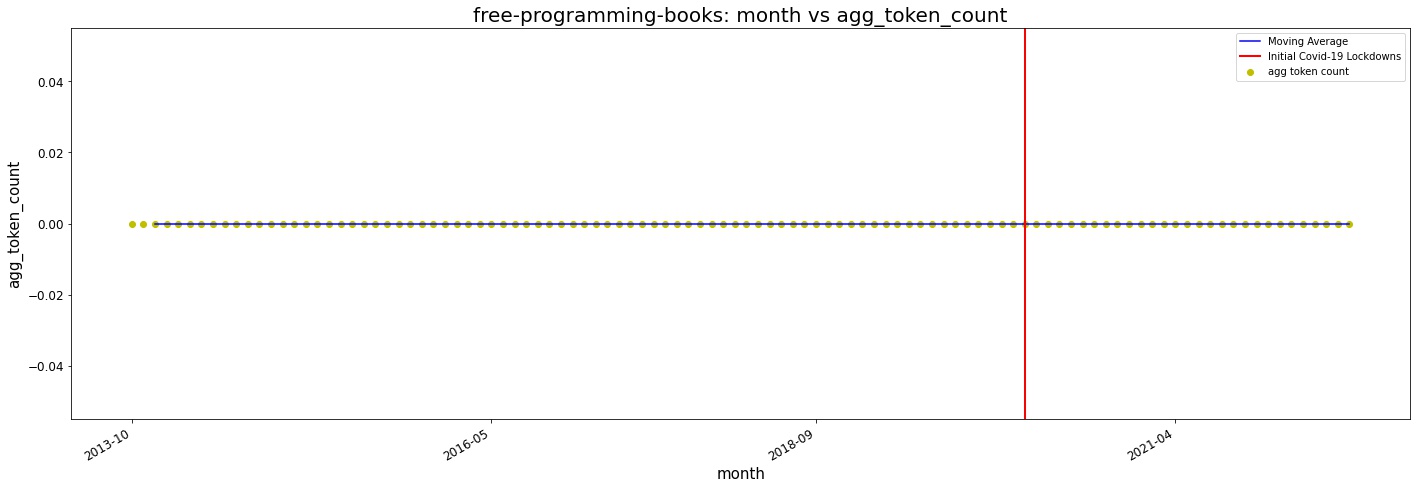 free-programming-books: month vs agg_token_count
Moving Average
Initial Covid-19 Lockdowns
agg token count
agg_token_count
0.04
0.02
0.00
−0.02
−0.04
2013-10
2016-05
2018-09
2021-04
month